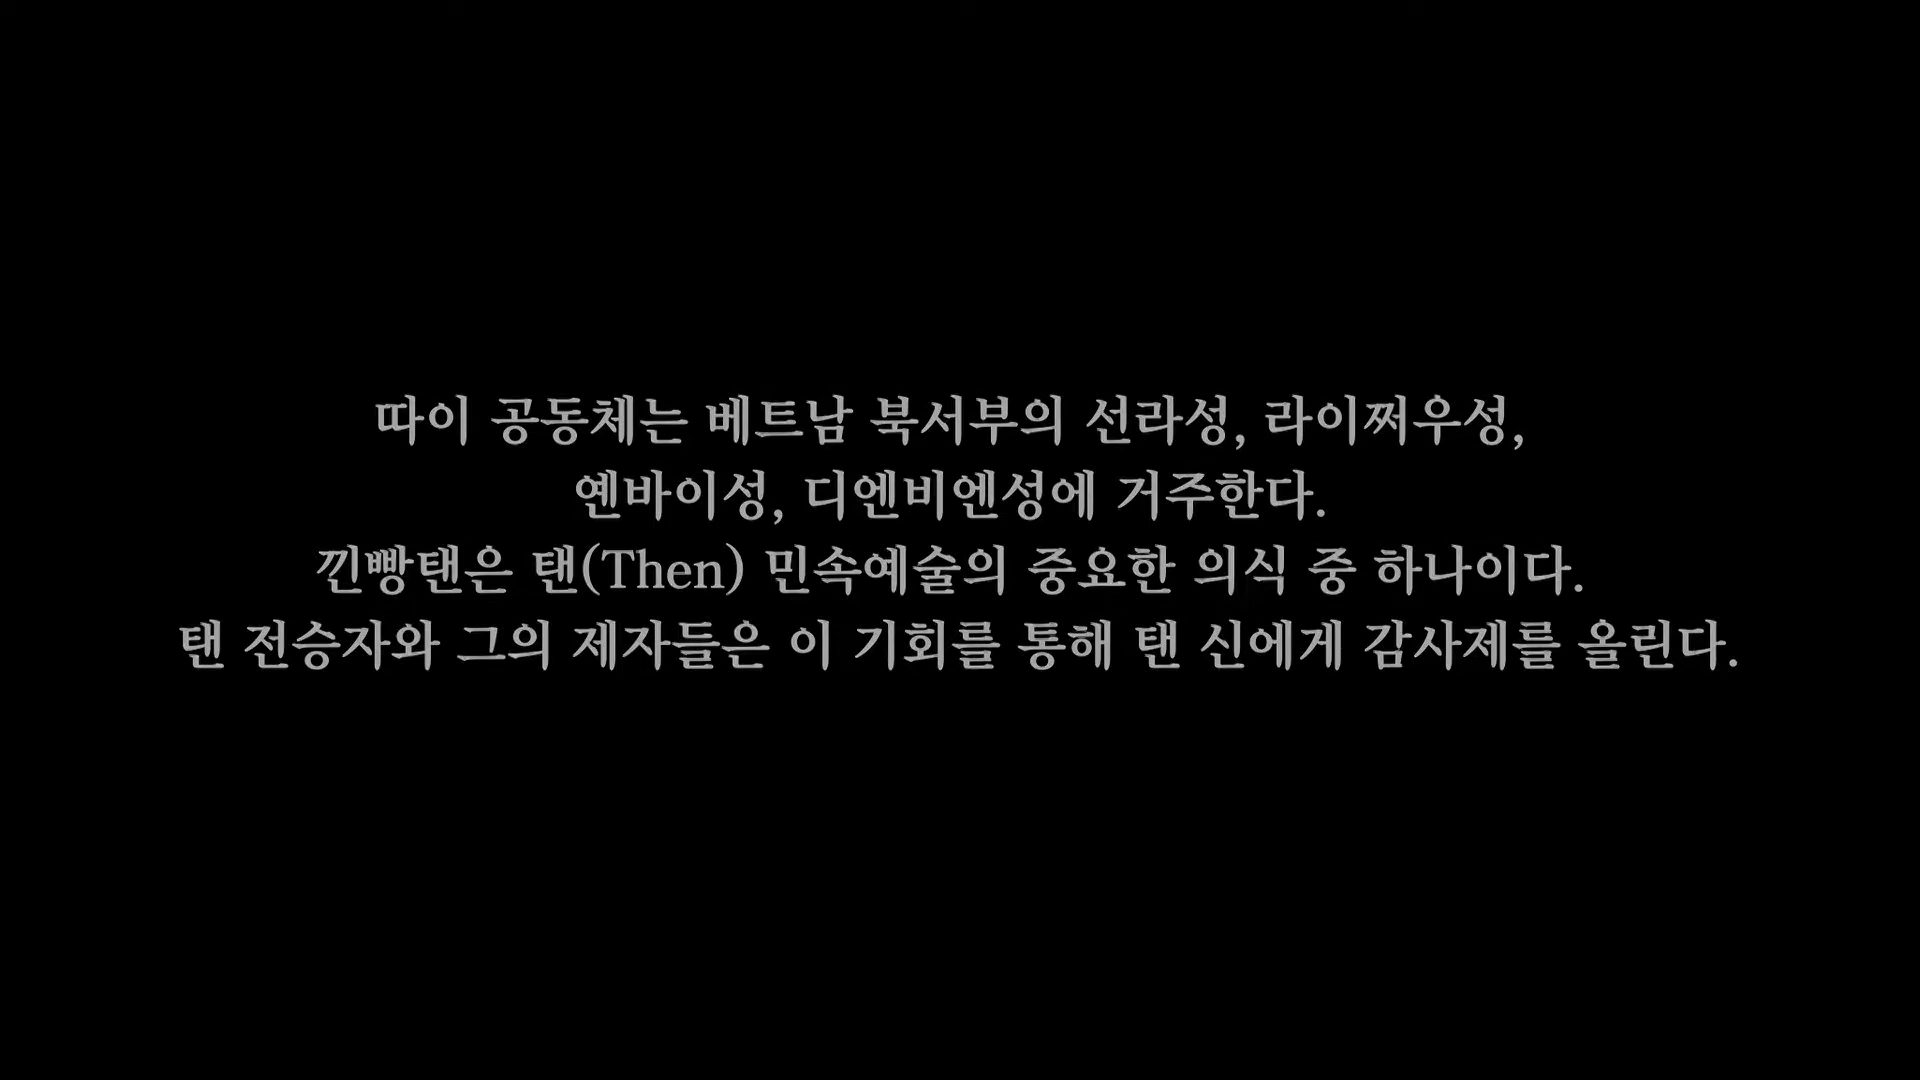 따이 공동체는 베트남 북서부의 선라성, 라이쩌우성,
옌바이성, 디엔비엔성에 거주한다.
낀빵탠은 탠(Then) 민속예술의 중요한 의식 중 하나이다.
탠 전승자와 그의 제자들은 이 기회를 통해 탠 신에게 감사제를 올린다.